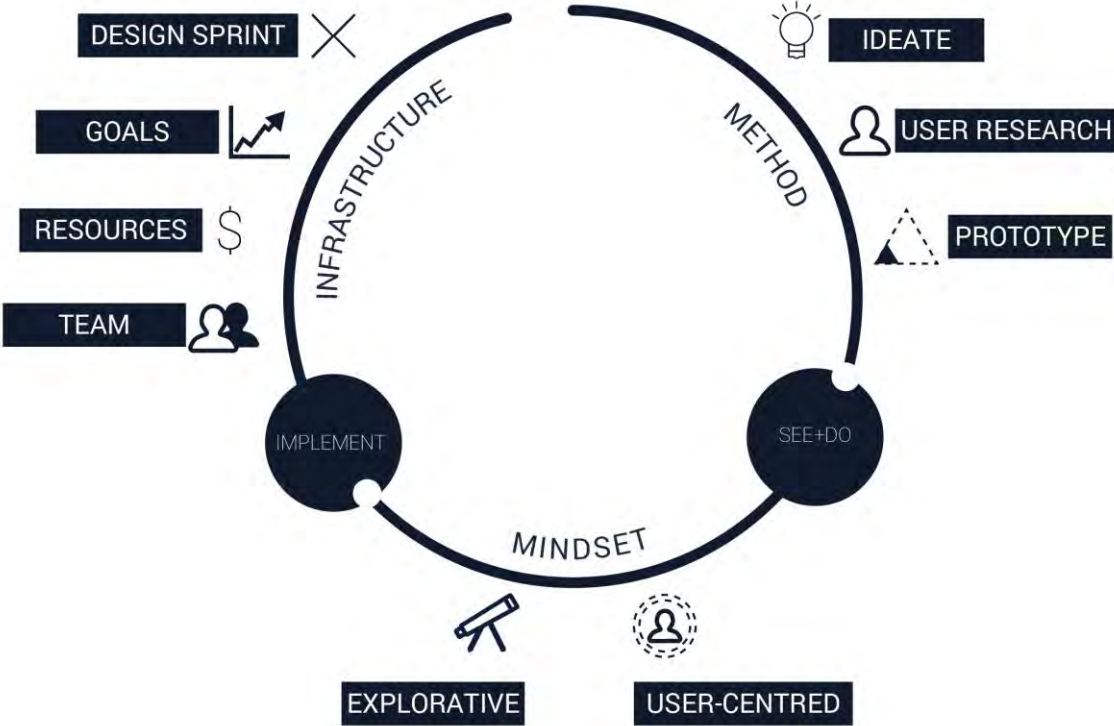 DESIGN SPRINT
GOALS
RESOURCES
$
TEAM
INFRASTRUCTURE
METHOD
IDEATE
USER RESEARCH
PROTOTYPE
IMPLEMENT
SEE+DO
MINDSET
EXPLORATIVE
USER-CENTRED